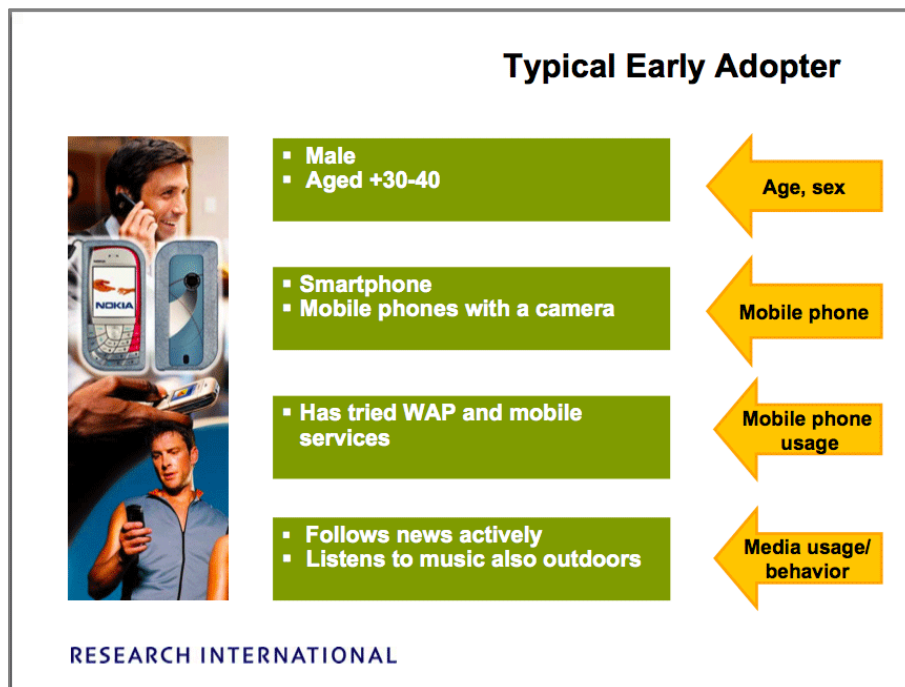 Typical Early Adopter
▪ Male
▪ Aged +30-40
Age, sex
▪ Smartphone
▪ Mobile phones with a camera
Mobile phone
NOKIA
▪ Has tried WAP and mobile
services
Mobile phone
usage
▪ Follows news actively
▪ Listens to music also outdoors
Media usage/
behavior
RESEARCH INTERNATIONAL